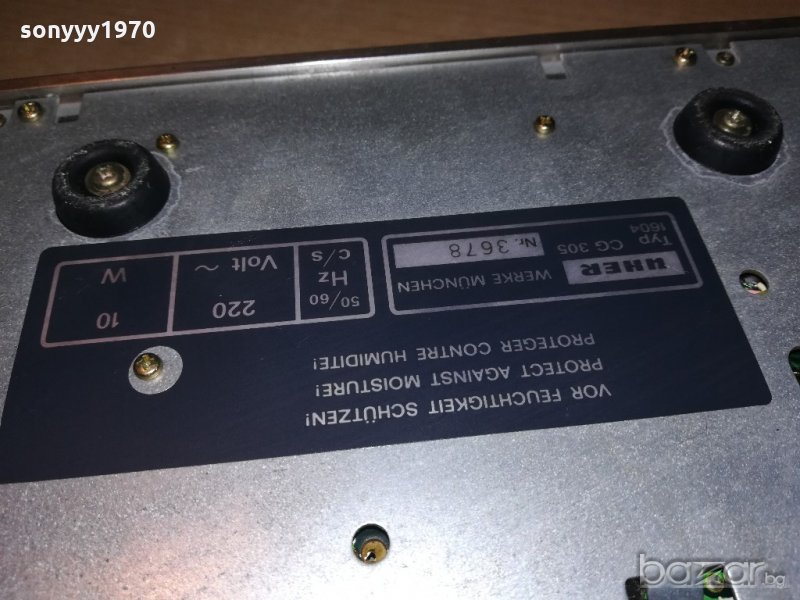 sonyyy1970
VOR FEUCHTIGKEIT SCHÜTZEN!
PROTECT AGAINST MOISTURE!
PROTEGER CONTRE HUMIDITE!
UHER WERKE MÜNCHEN
Typ CG 305 Nr. 3678
1604
50/60 Hz C/S
220 Volt ~
10 W
bazar.bg